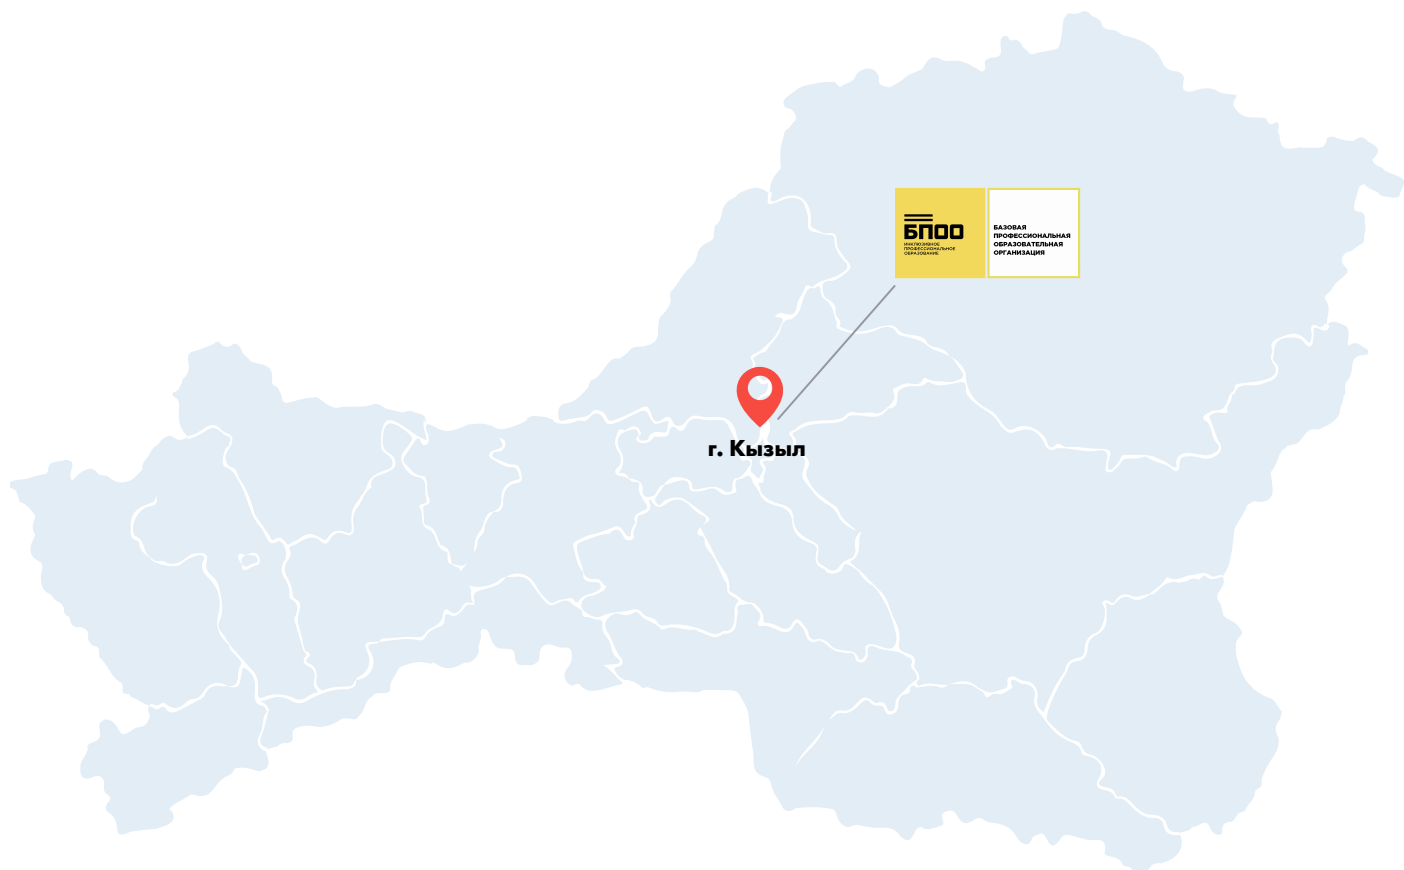 БПОО
ИНКЛЮЗИВНОЕ
ПРОФЕССИОНАЛЬНОЕ
ОБРАЗОВАНИЕ
БАЗОВАЯ
ПРОФЕССИОНАЛЬНАЯ
ОБРАЗОВАТЕЛЬНАЯ
ОРГАНИЗАЦИЯ
г. Кызыл